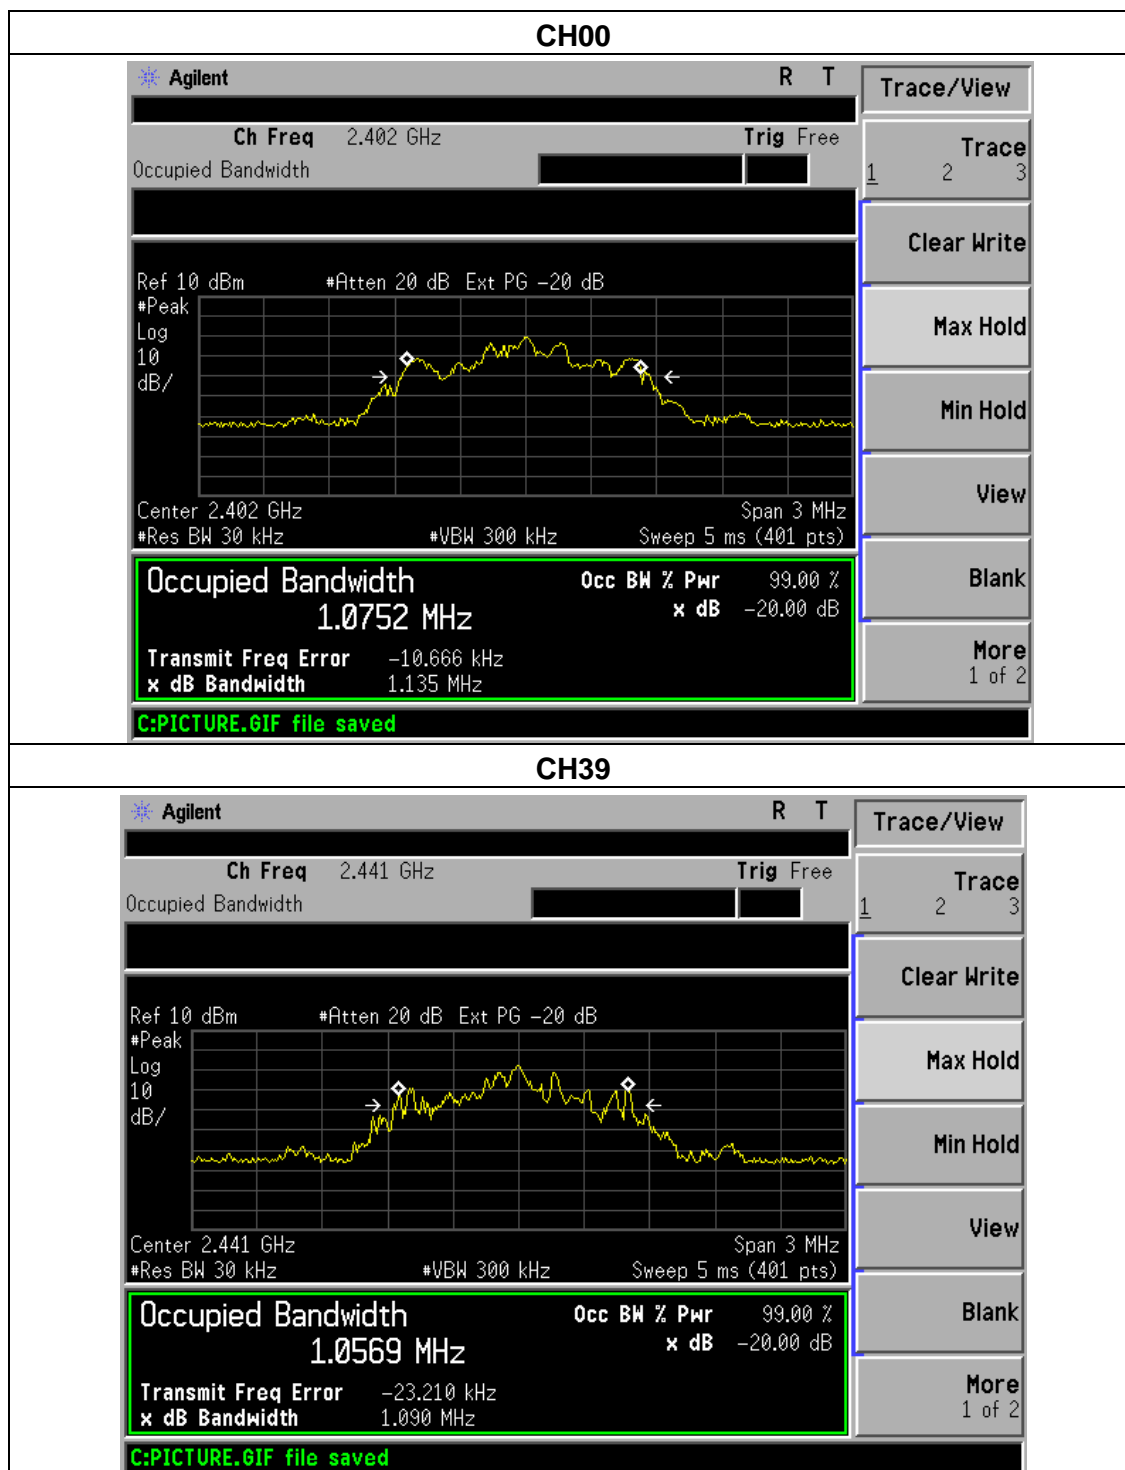 CH00
Agilent R T
Trace/View
Ch Freq 2.402 GHz Trig Free
Occupied Bandwidth
Trace
1 2 3
Clear Write
Ref 10 dBm #Atten 20 dB Ext PG -20 dB
#Peak
Log
10
dB/
Max Hold
Min Hold
View
Center 2.402 GHz Span 3 MHz
#Res BW 30 kHz #VBW 300 kHz Sweep 5 ms (401 pts)
Occupied Bandwidth Occ BW % Pwr 99.00 %
1.0752 MHz x dB -20.00 dB
Blank
Transmit Freq Error -10.666 kHz
x dB Bandwidth 1.135 MHz
More
1 of 2
C:PICTURE.GIF file saved
CH39
Agilent R T
Trace/View
Ch Freq 2.441 GHz Trig Free
Occupied Bandwidth
Trace
1 2 3
Clear Write
Ref 10 dBm #Atten 20 dB Ext PG -20 dB
#Peak
Log
10
dB/
Max Hold
Min Hold
View
Center 2.441 GHz Span 3 MHz
#Res BW 30 kHz #VBW 300 kHz Sweep 5 ms (401 pts)
Occupied Bandwidth Occ BW % Pwr 99.00 %
1.0569 MHz x dB -20.00 dB
Blank
Transmit Freq Error -23.210 kHz
x dB Bandwidth 1.090 MHz
More
1 of 2
C:PICTURE.GIF file saved